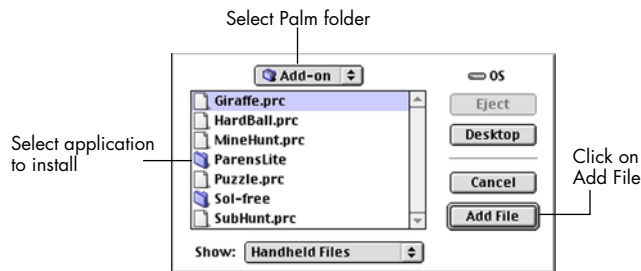 Select Palm folder
Add-on
OS
Giraffe.prc
HardBall.prc
MineHunt.prc
ParensLite
Puzzle.prc
Sol-free
SubHunt.prc
Eject
Desktop
Cancel
Add File
Select application
to install
Click on
Add File
Show: Handheld Files